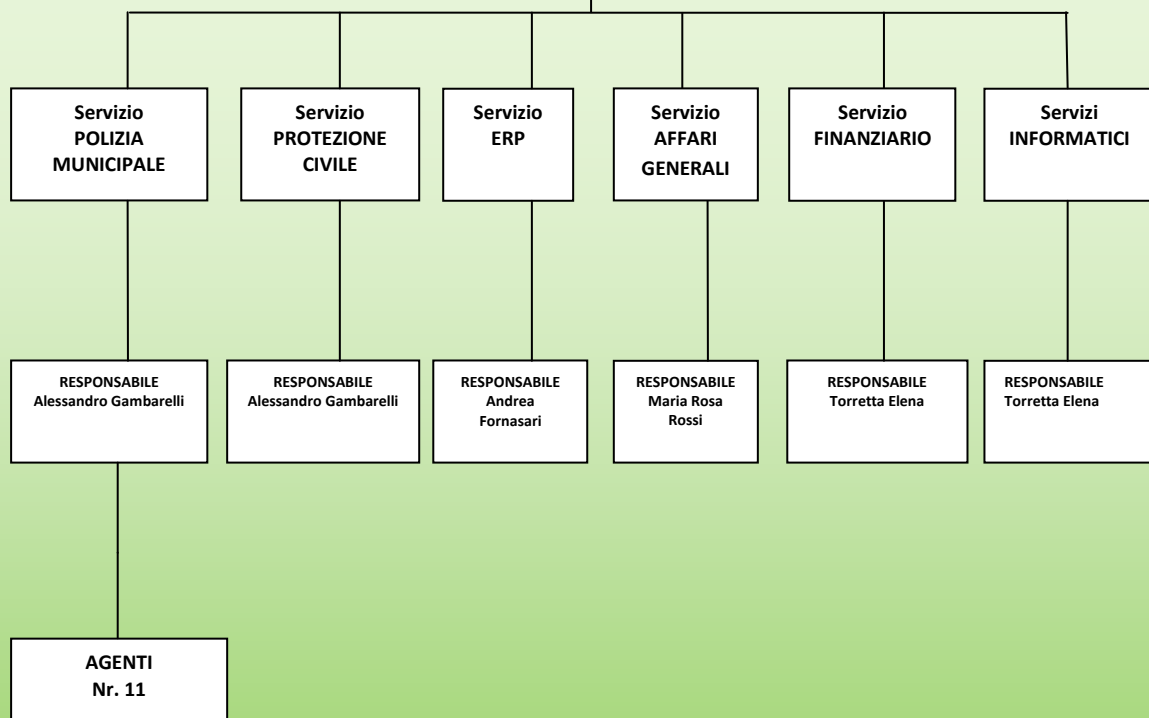 Servizio
POLIZIA
MUNICIPALE
Servizio
PROTEZIONE
CIVILE
Servizio
ERP
Servizio
AFFARI
GENERALI
Servizio
FINANZIARIO
Servizi
INFORMATICI
RESPONSABILE
Alessandro Gambarelli
RESPONSABILE
Alessandro Gambarelli
RESPONSABILE
Andrea
Fornasari
RESPONSABILE
Maria Rosa
Rossi
RESPONSABILE
Torretta Elena
RESPONSABILE
Torretta Elena
AGENTI
Nr. 11